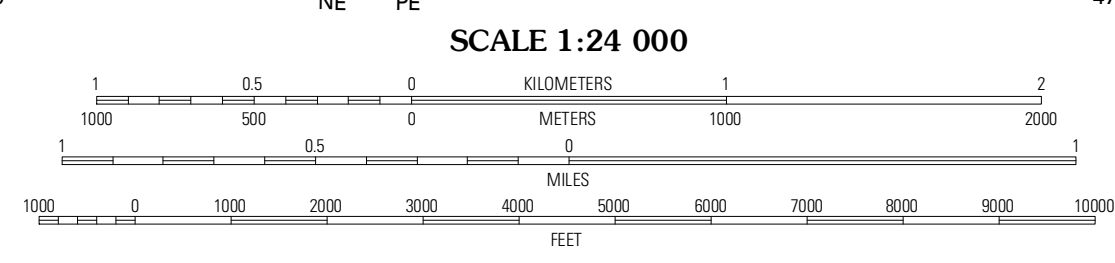 NE PE 47
SCALE 1:24 000
1 0.5 0 KILOMETERS 1 2
1000 500 0 METERS 1000 2000
1 0.5 0 1
MILES
1000 0 1000 2000 3000 4000 5000 6000 7000 8000 9000 10000
FEET